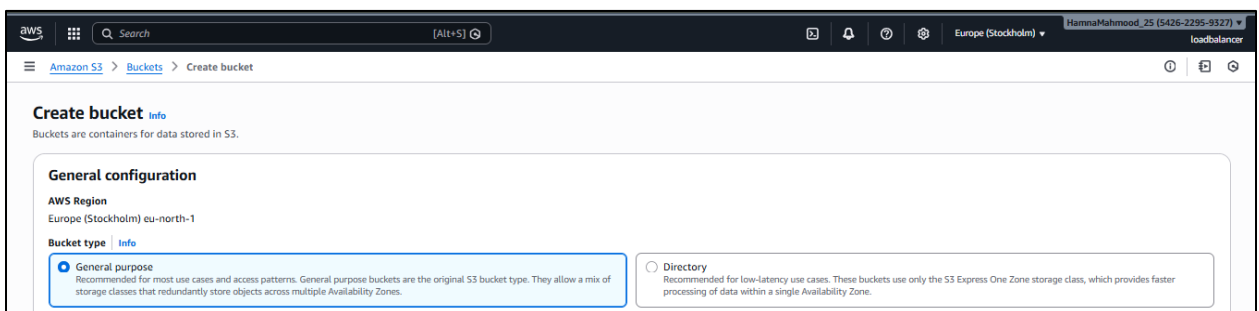 aws
Search [Alt+S] Europe (Stockholm) HamnaMahmood_25 (5426-2295-9327)
loadbalancer
Amazon S3 > Buckets > Create bucket
Create bucket Info
Buckets are containers for data stored in S3.
General configuration
AWS Region
Europe (Stockholm) eu-north-1
Bucket type Info
General purpose
Recommended for most use cases and access patterns. General purpose buckets are the original S3 bucket type. They allow a mix of
storage classes that redundantly store objects across multiple Availability Zones.
Directory
Recommended for low-latency use cases. These buckets use only the S3 Express One Zone storage class, which provides faster
processing of data within a single Availability Zone.